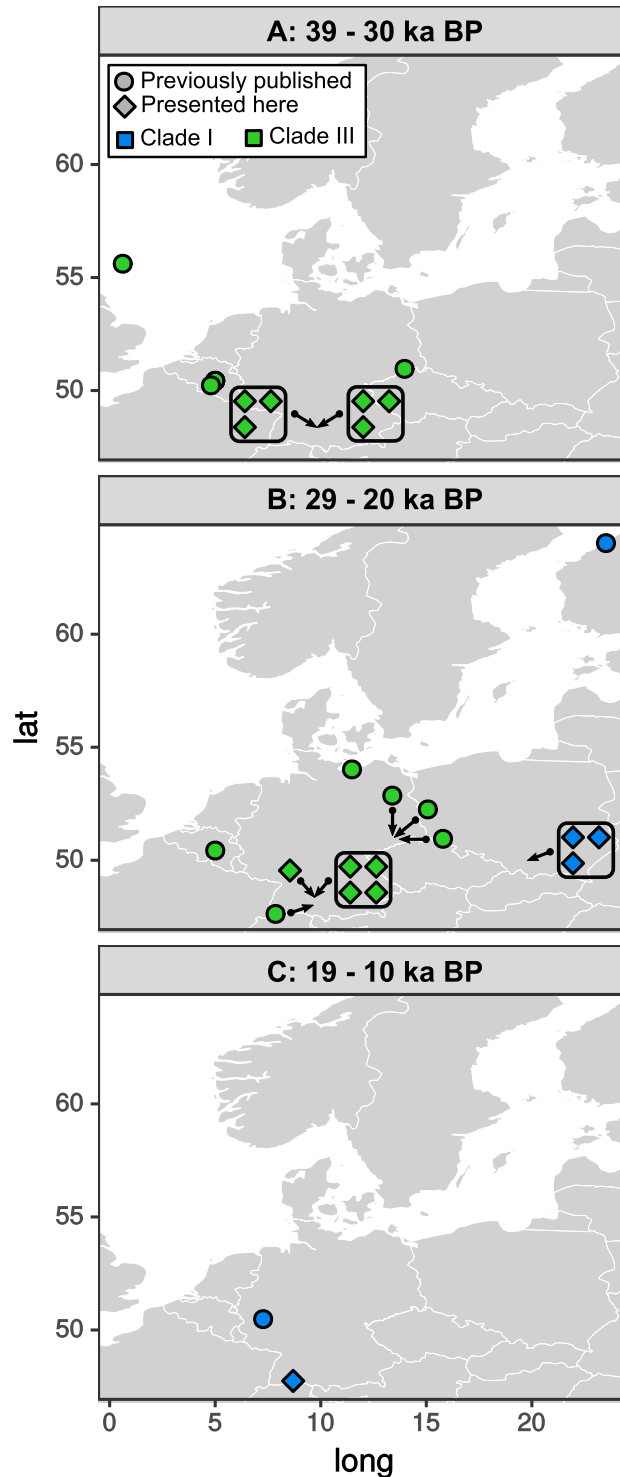 A: 39 - 30 ka BP
Previously published
Presented here
Clade I Clade III
60
55
50
B: 29 - 20 ka BP
60
55
50
lat
C: 19 - 10 ka BP
60
55
50
0 5 10 15 20
long